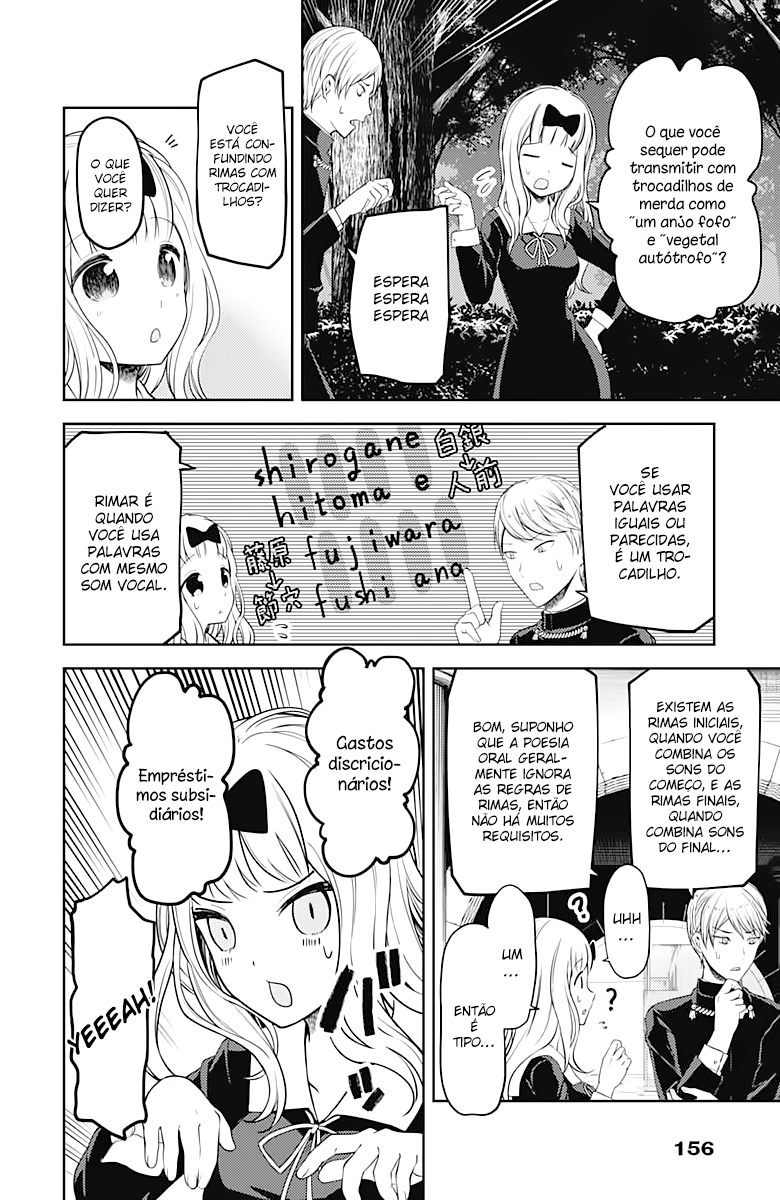 O que você
sequer pode
transmitir com
trocadilhos de
merda como
"um anjo fofo"
e "vegetal
autótrofo"?
ESPERA
ESPERA
ESPERA
VOCÊ
ESTÁ CON-
FUNDINDO
RIMAS COM
TROCADI-
LHOS?
O QUE
VOCÊ
QUER
DIZER?
SE
VOCÊ USAR
PALAVRAS
IGUAIS OU
PARECIDAS,
É UM TRO-
CADILHO.
shirogane 白銀
↓
hitomae 人前
藤原 fujiwara
↓
節穴 fushiana
RIMAR É
QUANDO
VOCÊ USA
PALAVRAS
COM MESMO
SOM VOCAL.
EXISTEM AS
RIMAS INICIAIS,
QUANDO VOCÊ
COMBINA OS
SONS DO
COMEÇO, E AS
RIMAS FINAIS,
QUANDO
COMBINA SONS
DO FINAL...
BOM, SUPONHO
QUE A POESIA
ORAL GERAL-
MENTE IGNORA
AS REGRAS DE
RIMAS, ENTÃO
NÃO HÁ MUITOS
REQUISITOS.
UHH
...
?
?
UM
...
ENTÃO
É
TIPO...
Gastos
discricio-
nários!
Emprésti-
mos subsi-
diários!
YEEEAH!
156